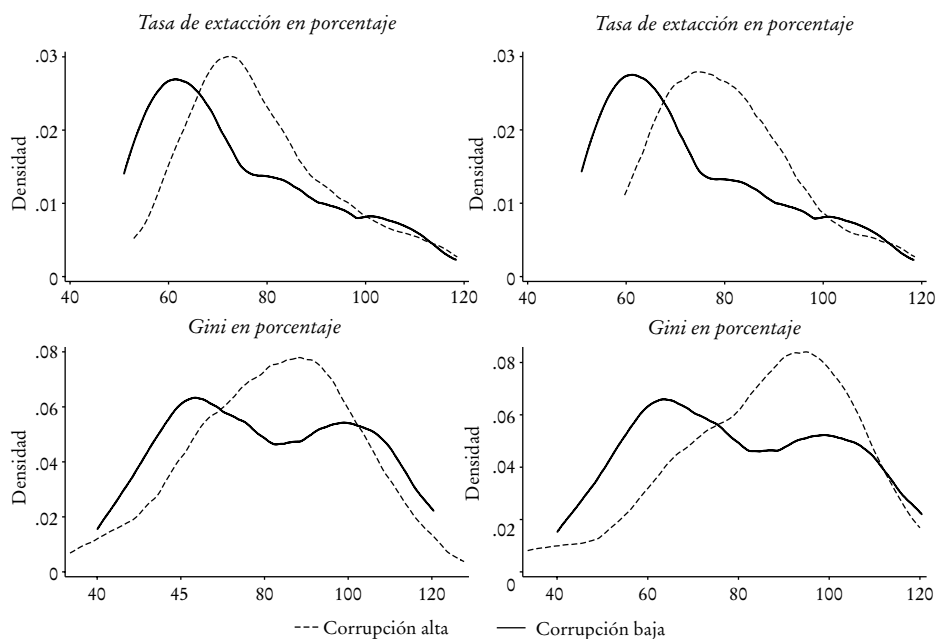 Tasa de extacción en porcentaje
Densidad
.03
.02
.01
0
40 60 80 100 120
Tasa de extacción en porcentaje
Densidad
.03
.02
.01
0
40 60 80 100 120
Gini en porcentaje
Densidad
.08
.06
.04
.02
0
40 45 80 100 120
Gini en porcentaje
Densidad
.08
.06
.04
.02
0
40 60 80 100 120
Corrupción alta Corrupción baja